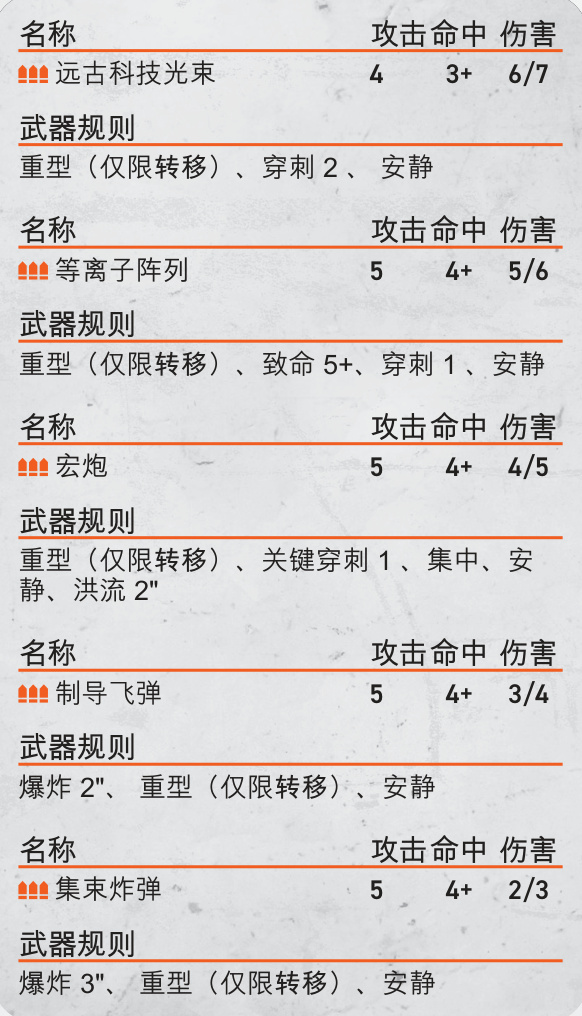 名称 攻击 命中 伤害
远古科技光束 4 3+ 6/7
武器规则
重型（仅限转移）、穿刺 2 、 安静
名称 攻击 命中 伤害
等离子阵列 5 4+ 5/6
武器规则
重型（仅限转移）、致命 5+、穿刺 1 、安静
名称 攻击 命中 伤害
宏炮 5 4+ 4/5
武器规则
重型（仅限转移）、关键穿刺 1 、集中、安
静、洪流 2"
名称 攻击 命中 伤害
制导飞弹 5 4+ 3/4
武器规则
爆炸 2"、 重型（仅限转移）、安静
名称 攻击 命中 伤害
集束炸弹 5 4+ 2/3
武器规则
爆炸 3"、 重型（仅限转移）、安静